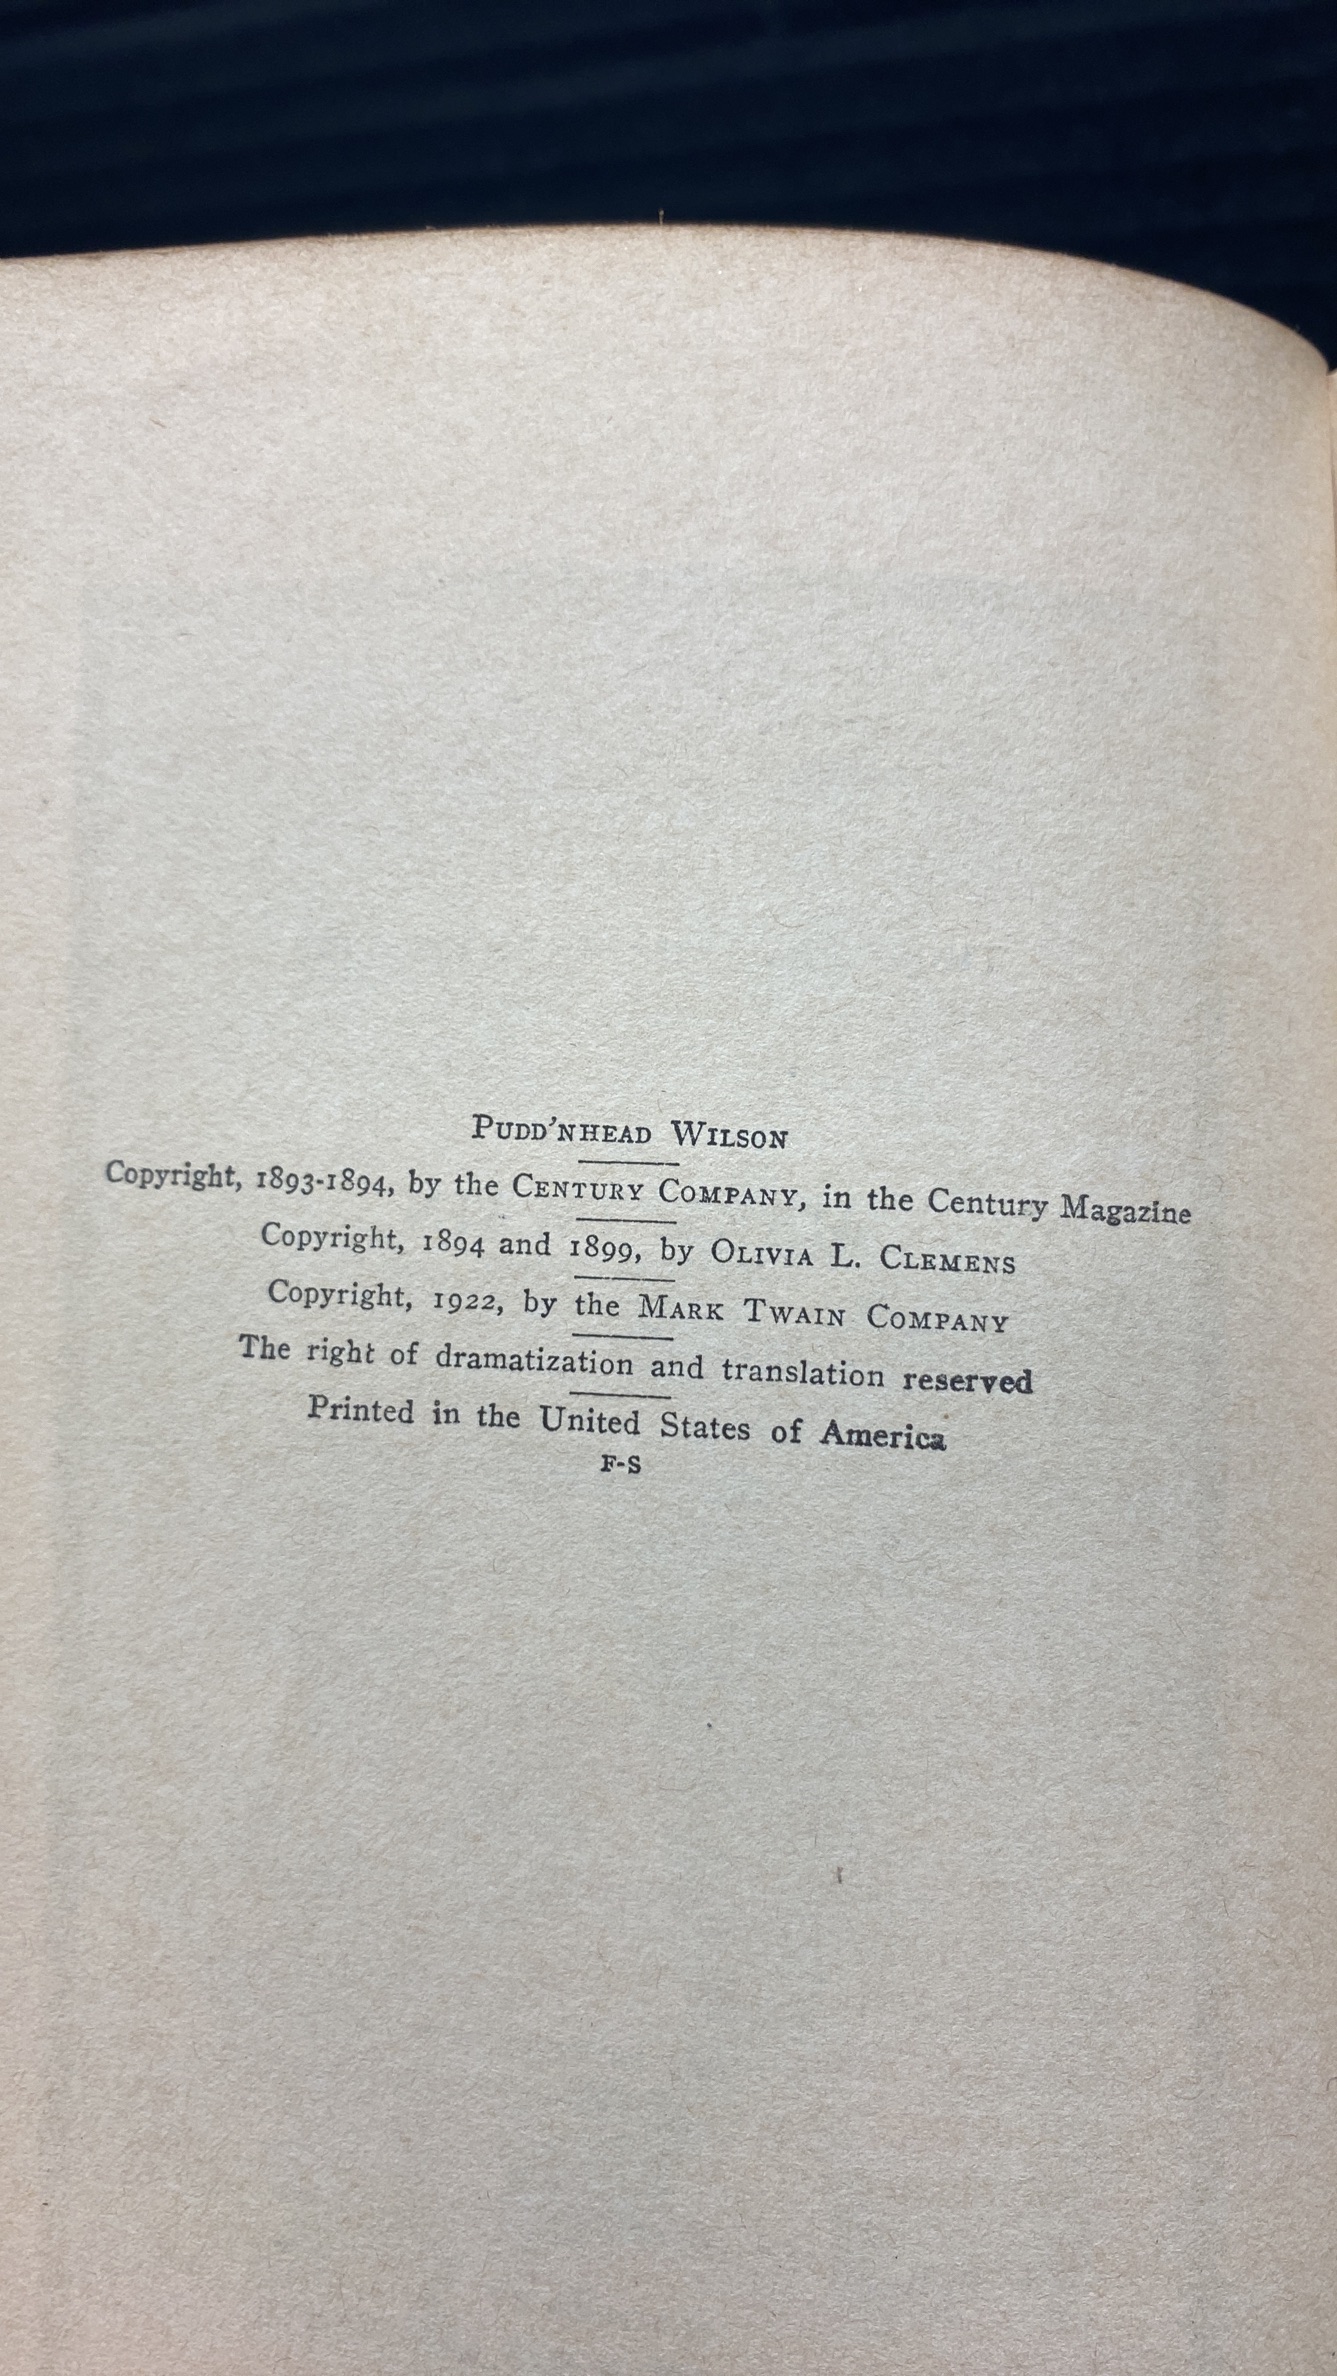 PUDD'NHEAD WILSON
Copyright, 1893-1894, by the CENTURY COMPANY, in the Century Magazine
Copyright, 1894 and 1899, by OLIVIA L. CLEMENS
Copyright, 1922, by the MARK TWAIN COMPANY
The right of dramatization and translation reserved
Printed in the United States of America
F-S